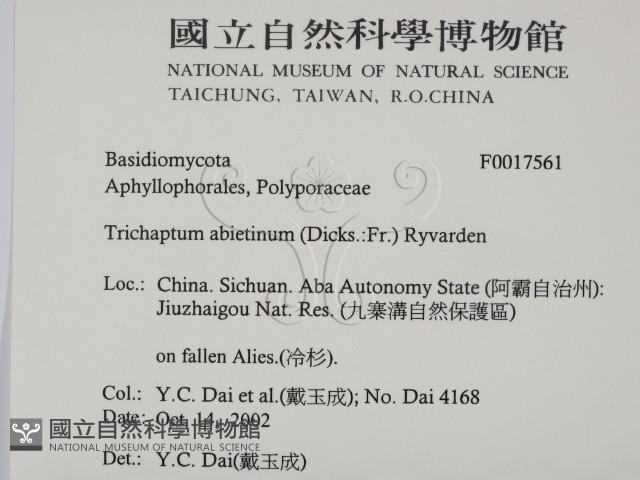 國立自然科學博物館
NATIONAL MUSEUM OF NATURAL SCIENCE
TAICHUNG, TAIWAN, R.O.CHINA
Basidiomycota F0017561
Aphyllophorales, Polyporaceae
Trichaptum abietinum (Dicks.:Fr.) Ryvarden
Loc.: China. Sichuan. Aba Autonomy State (阿霸自治州):
Jiuzhaigou Nat. Res. (九寨溝自然保護區)
on fallen Alies.(冷杉).
Col.: Y.C. Dai et al.(戴玉成); No. Dai 4168
Date: Oct. 14, 2002
國立自然科學博物館
NATIONAL MUSEUM OF NATURAL SCIENCE
Det.: Y.C. Dai(戴玉成)